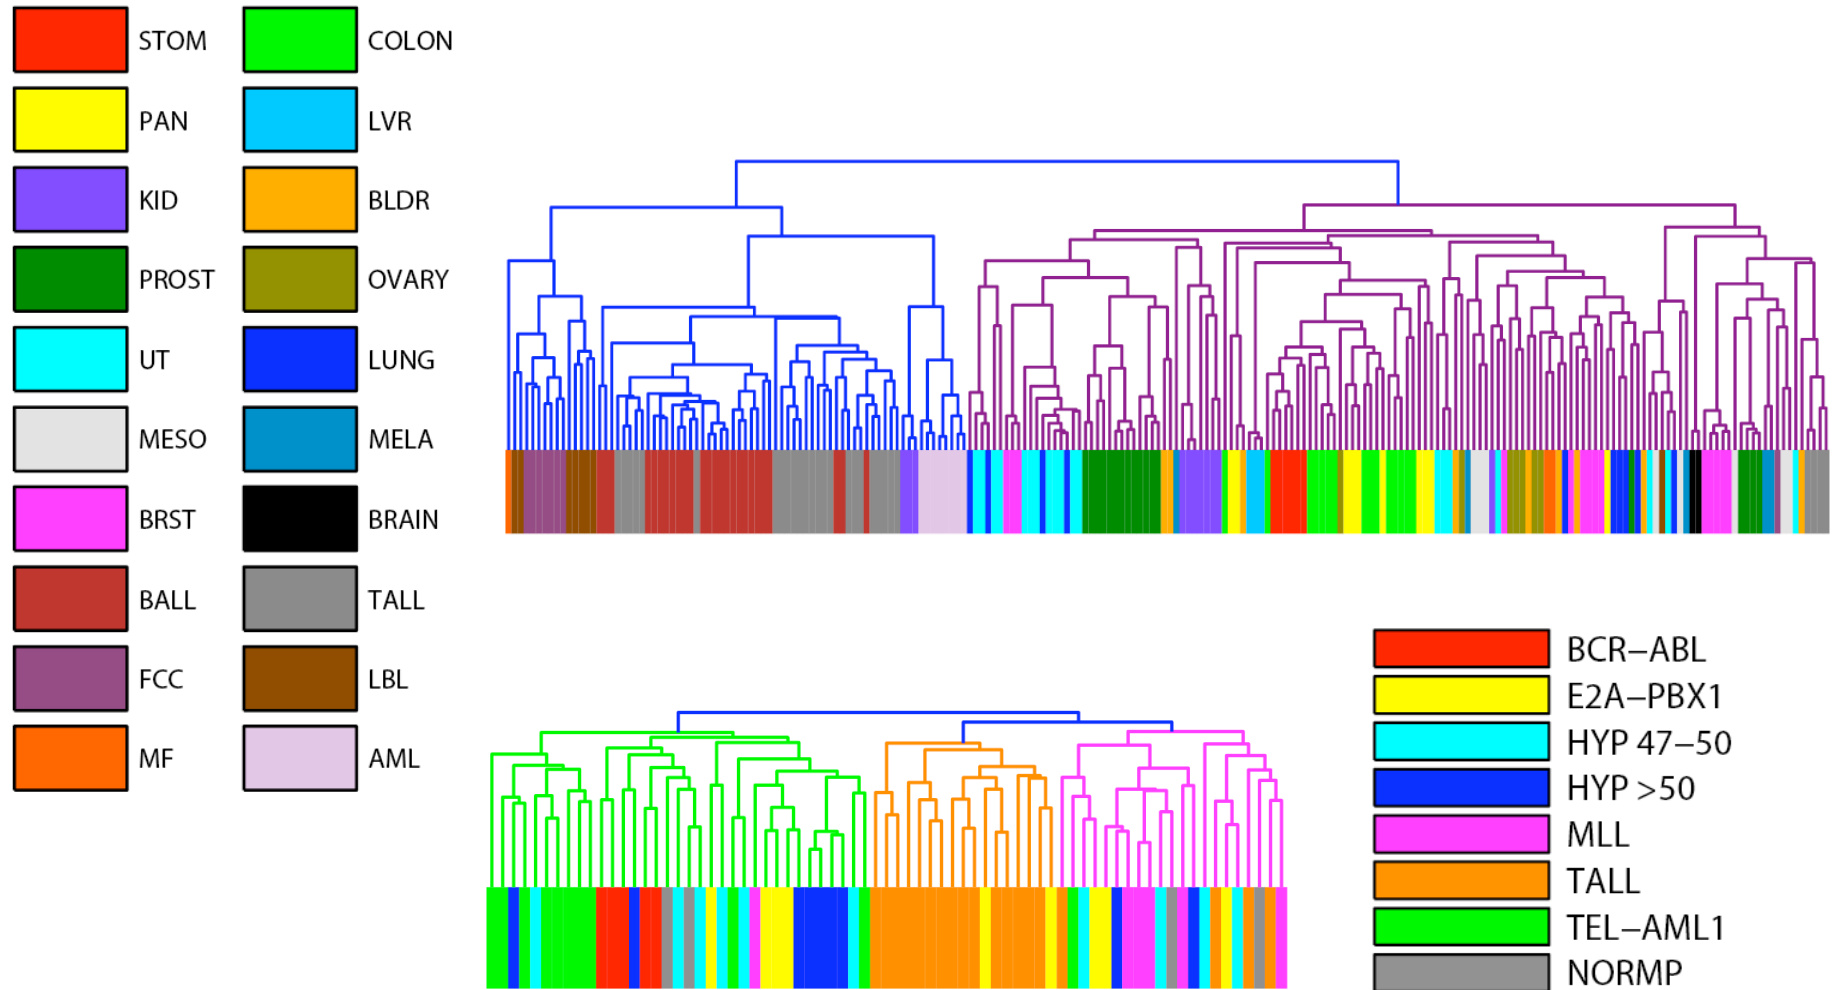 STOM COLON
PAN LVR
KID BLDR
PROST OVARY
UT LUNG
MESO MELA
BRST BRAIN
BALL TALL
FCC LBL
MF AML
BCR–ABL
E2A–PBX1
HYP 47–50
HYP >50
MLL
TALL
TEL–AML1
NORMP